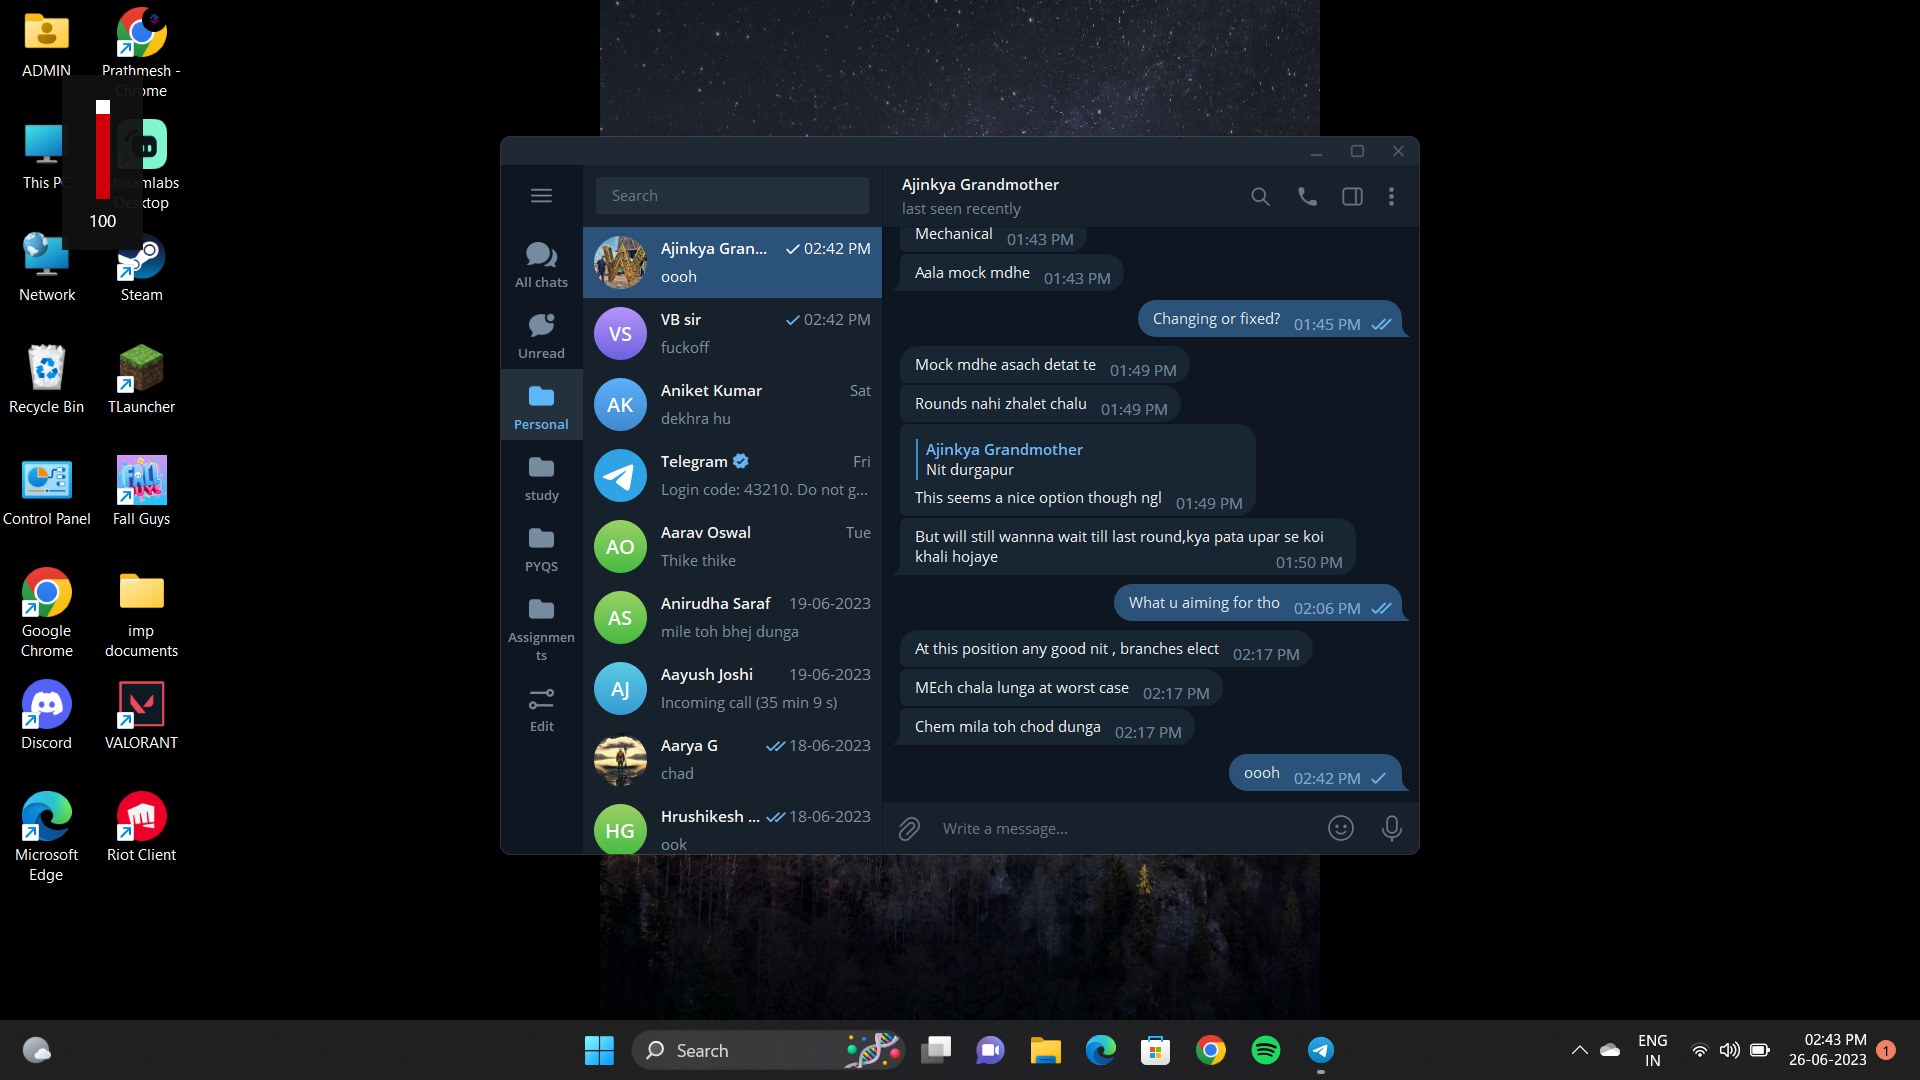 ADMIN
Prathmesh -
Chrome
This PC
Streamlabs
Desktop
100
Network
Steam
Recycle Bin
TLauncher
Control Panel
Fall Guys
Google
Chrome
imp
documents
Discord
VALORANT
Microsoft
Edge
Riot Client
All chats
Unread
Personal
study
PYQS
Assignmen
ts
Edit
Search
Ajinkya Gran... 02:42 PM
oooh
VS
VB sir 02:42 PM
fuckoff
AK
Aniket Kumar Sat
dekhra hu
Telegram Fri
Login code: 43210. Do not g...
AO
Aarav Oswal Tue
Thike thike
AS
Anirudha Saraf 19-06-2023
mile toh bhej dunga
AJ
Aayush Joshi 19-06-2023
Incoming call (35 min 9 s)
Aarya G 18-06-2023
chad
HG
Hrushikesh ... 18-06-2023
ook
Ajinkya Grandmother
last seen recently
Mechanical 01:43 PM
Aala mock mdhe 01:43 PM
Changing or fixed? 01:45 PM
Mock mdhe asach detat te 01:49 PM
Rounds nahi zhalet chalu 01:49 PM
Ajinkya Grandmother
Nit durgapur
This seems a nice option though ngl 01:49 PM
But will still wannna wait till last round,kya pata upar se koi
khali hojaye 01:50 PM
What u aiming for tho 02:06 PM
At this position any good nit , branches elect 02:17 PM
MEch chala lunga at worst case 02:17 PM
Chem mila toh chod dunga 02:17 PM
oooh 02:42 PM
Write a message...
Search
ENG
IN
02:43 PM
26-06-2023
1